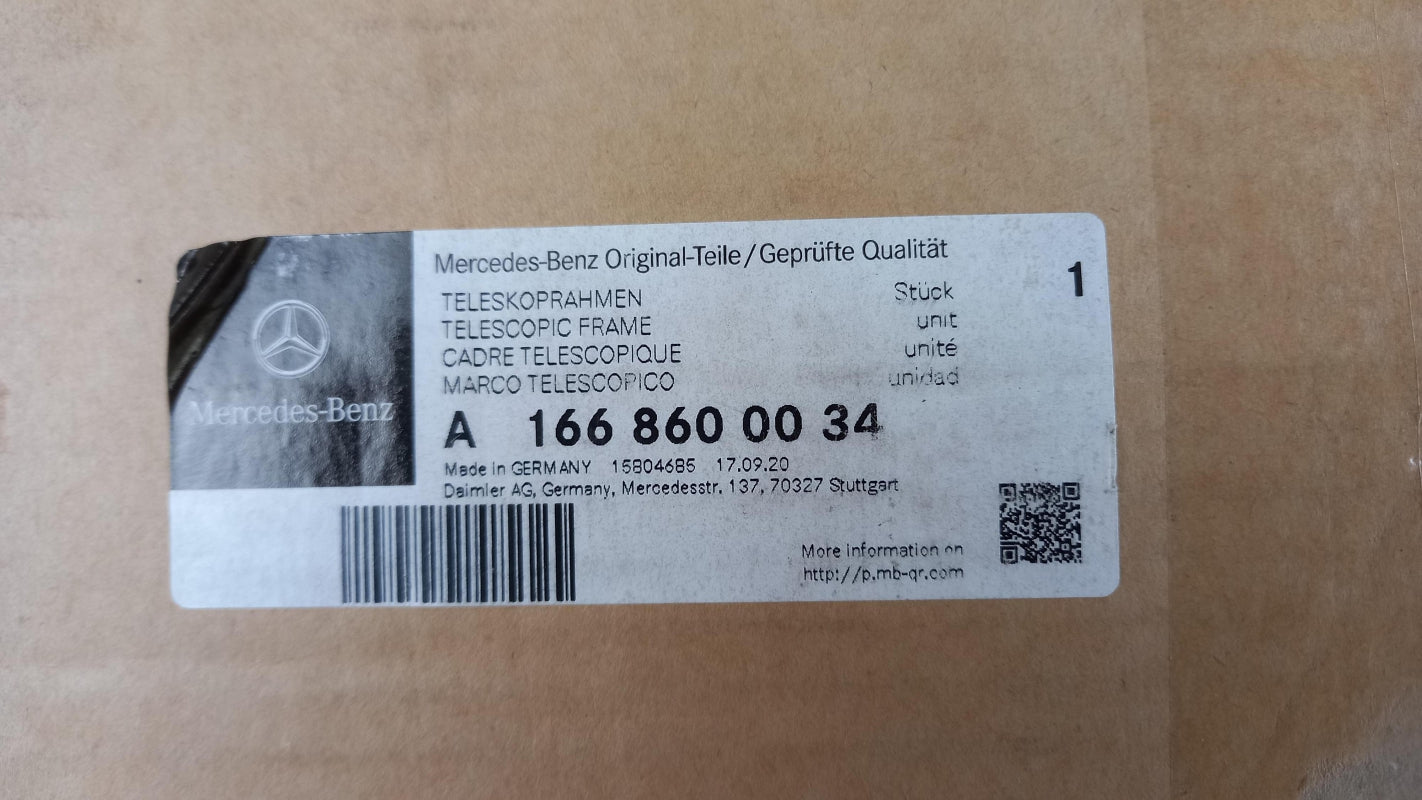 Mercedes-Benz
Mercedes-Benz Original-Teile/Geprüfte Qualität
TELESKOPRAHMEN Stück 1
TELESCOPIC FRAME unit
CADRE TELESCOPIQUE unité
MARCO TELESCOPICO unidad
A 166 860 00 34
Made in GERMANY 15804685 17.09.20
Daimler AG, Germany, Mercedesstr. 137, 70327 Stuttgart
More information on
http://p.mb-qr.com